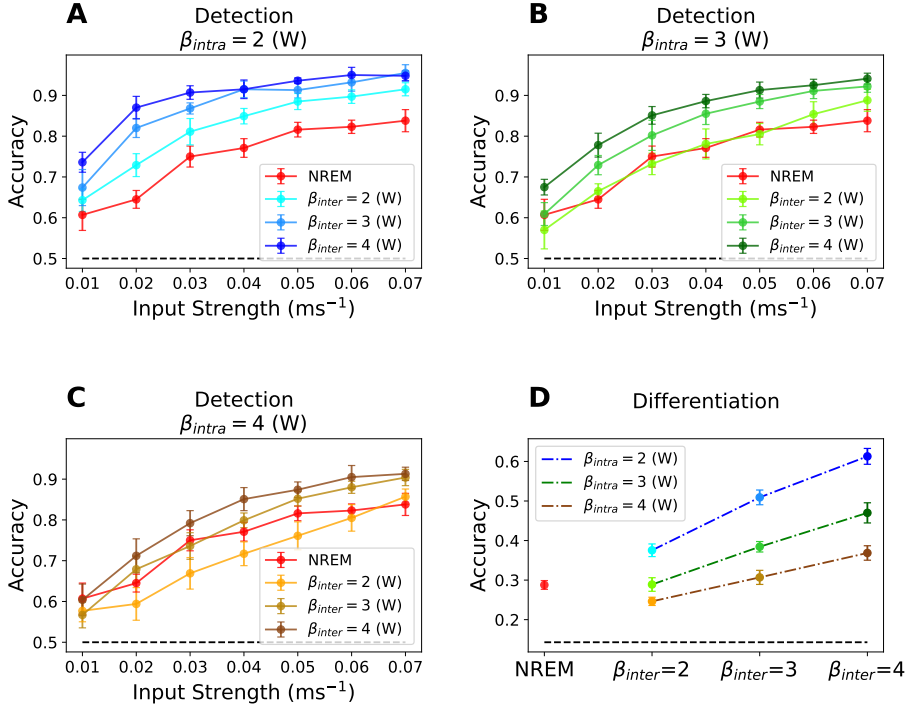 A
Detection
β_intra = 2 (W)
Accuracy
0.9
0.8
0.7
0.6
0.5
NREM
β_inter = 2 (W)
β_inter = 3 (W)
β_inter = 4 (W)
0.01 0.02 0.03 0.04 0.05 0.06 0.07
Input Strength (ms⁻¹)
B
Detection
β_intra = 3 (W)
Accuracy
0.9
0.8
0.7
0.6
0.5
NREM
β_inter = 2 (W)
β_inter = 3 (W)
β_inter = 4 (W)
0.01 0.02 0.03 0.04 0.05 0.06 0.07
Input Strength (ms⁻¹)
C
Detection
β_intra = 4 (W)
Accuracy
0.9
0.8
0.7
0.6
0.5
NREM
β_inter = 2 (W)
β_inter = 3 (W)
β_inter = 4 (W)
0.01 0.02 0.03 0.04 0.05 0.06 0.07
Input Strength (ms⁻¹)
D
Differentiation
Accuracy
0.6
0.5
0.4
0.3
0.2
β_intra = 2 (W)
β_intra = 3 (W)
β_intra = 4 (W)
NREM β_inter=2 β_inter=3 β_inter=4